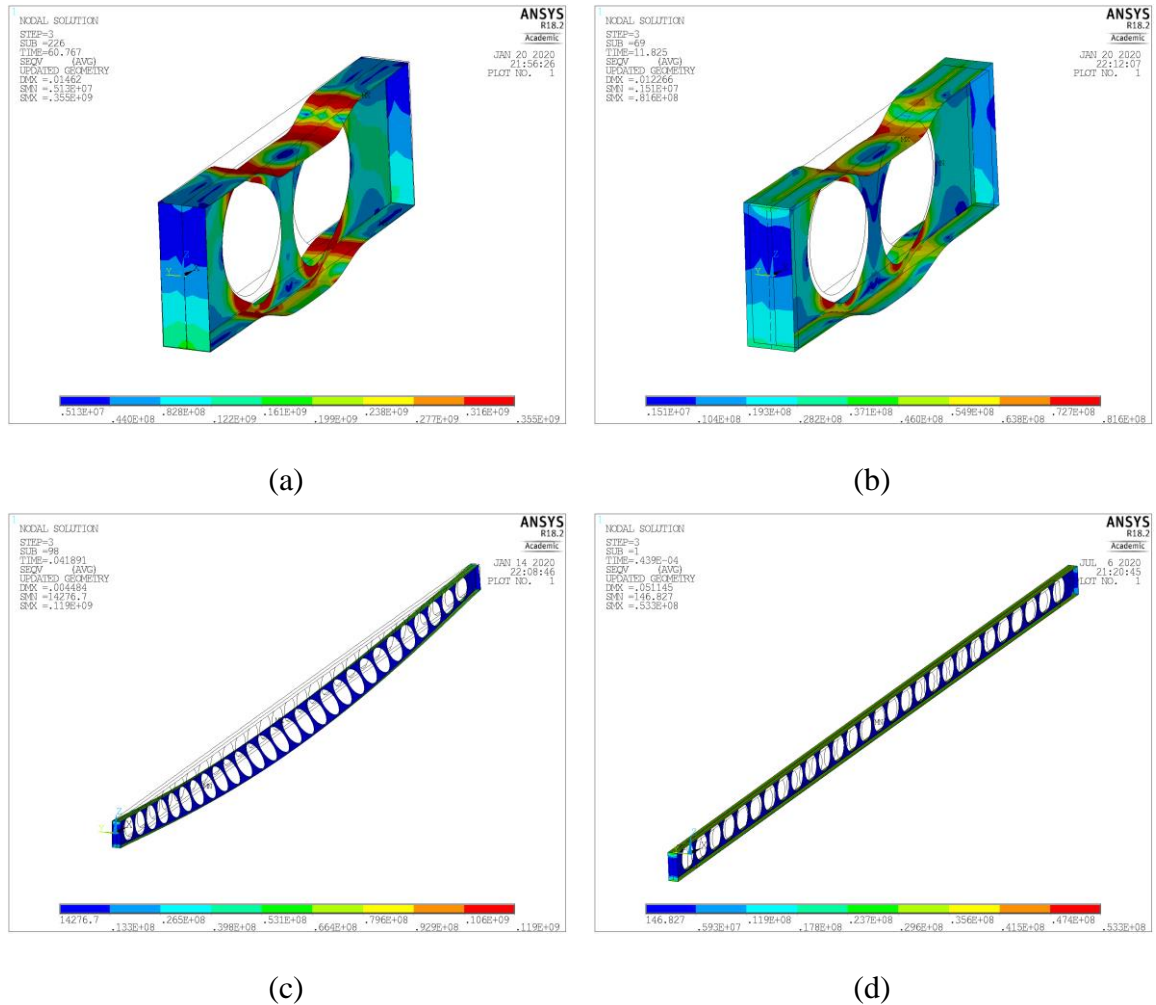 1
NODAL SOLUTION
STEP=3
SUB =226
TIME=60.767
SEQV (AVG)
UPDATED GEOMETRY
DMX =.01462
SMN =.513E+07
SMX =.355E+09
ANSYS
R18.2
Academic
JAN 20 2020
21:56:26
PLOT NO. 1
.513E+07 .828E+08 .161E+09 .238E+09 .316E+09
.440E+08 .122E+09 .199E+09 .277E+09 .355E+09
(a)
1
NODAL SOLUTION
STEP=3
SUB =69
TIME=11.825
SEQV (AVG)
UPDATED GEOMETRY
DMX =.012266
SMN =.151E+07
SMX =.816E+08
ANSYS
R18.2
Academic
JAN 20 2020
22:12:07
PLOT NO. 1
.151E+07 .193E+08 .371E+08 .549E+08 .727E+08
.104E+08 .282E+08 .460E+08 .638E+08 .816E+08
(b)
1
NODAL SOLUTION
STEP=3
SUB =98
TIME=.041891
SEQV (AVG)
UPDATED GEOMETRY
DMX =.004484
SMN =14276.7
SMX =.119E+09
ANSYS
R18.2
Academic
JAN 14 2020
22:08:46
PLOT NO. 1
14276.7 .265E+08 .531E+08 .796E+08 .106E+09
.133E+08 .398E+08 .664E+08 .929E+08 .119E+09
(c)
1
NODAL SOLUTION
STEP=3
SUB =1
TIME=.439E-04
SEQV (AVG)
UPDATED GEOMETRY
DMX =.051145
SMN =146.827
SMX =.533E+08
ANSYS
R18.2
Academic
JUL 6 2020
21:20:45
PLOT NO. 1
146.827 .119E+08 .237E+08 .356E+08 .474E+08
.593E+07 .178E+08 .296E+08 .415E+08 .533E+08
(d)